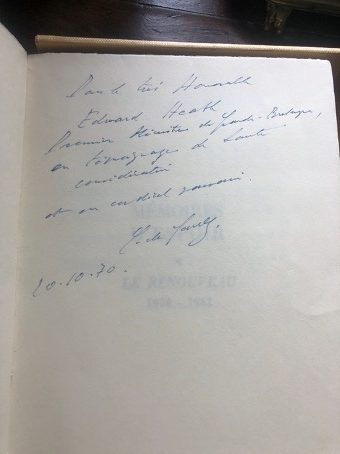 Pour le très Honorable
Edward Heath
Premier Ministre de Grande-Bretagne,
en témoignage de haute
considération
et en cordial souvenir.
C. de Gaulle.
20.10.70.
MÉMOIRES
LE RENOUVEAU
1958 - 1962